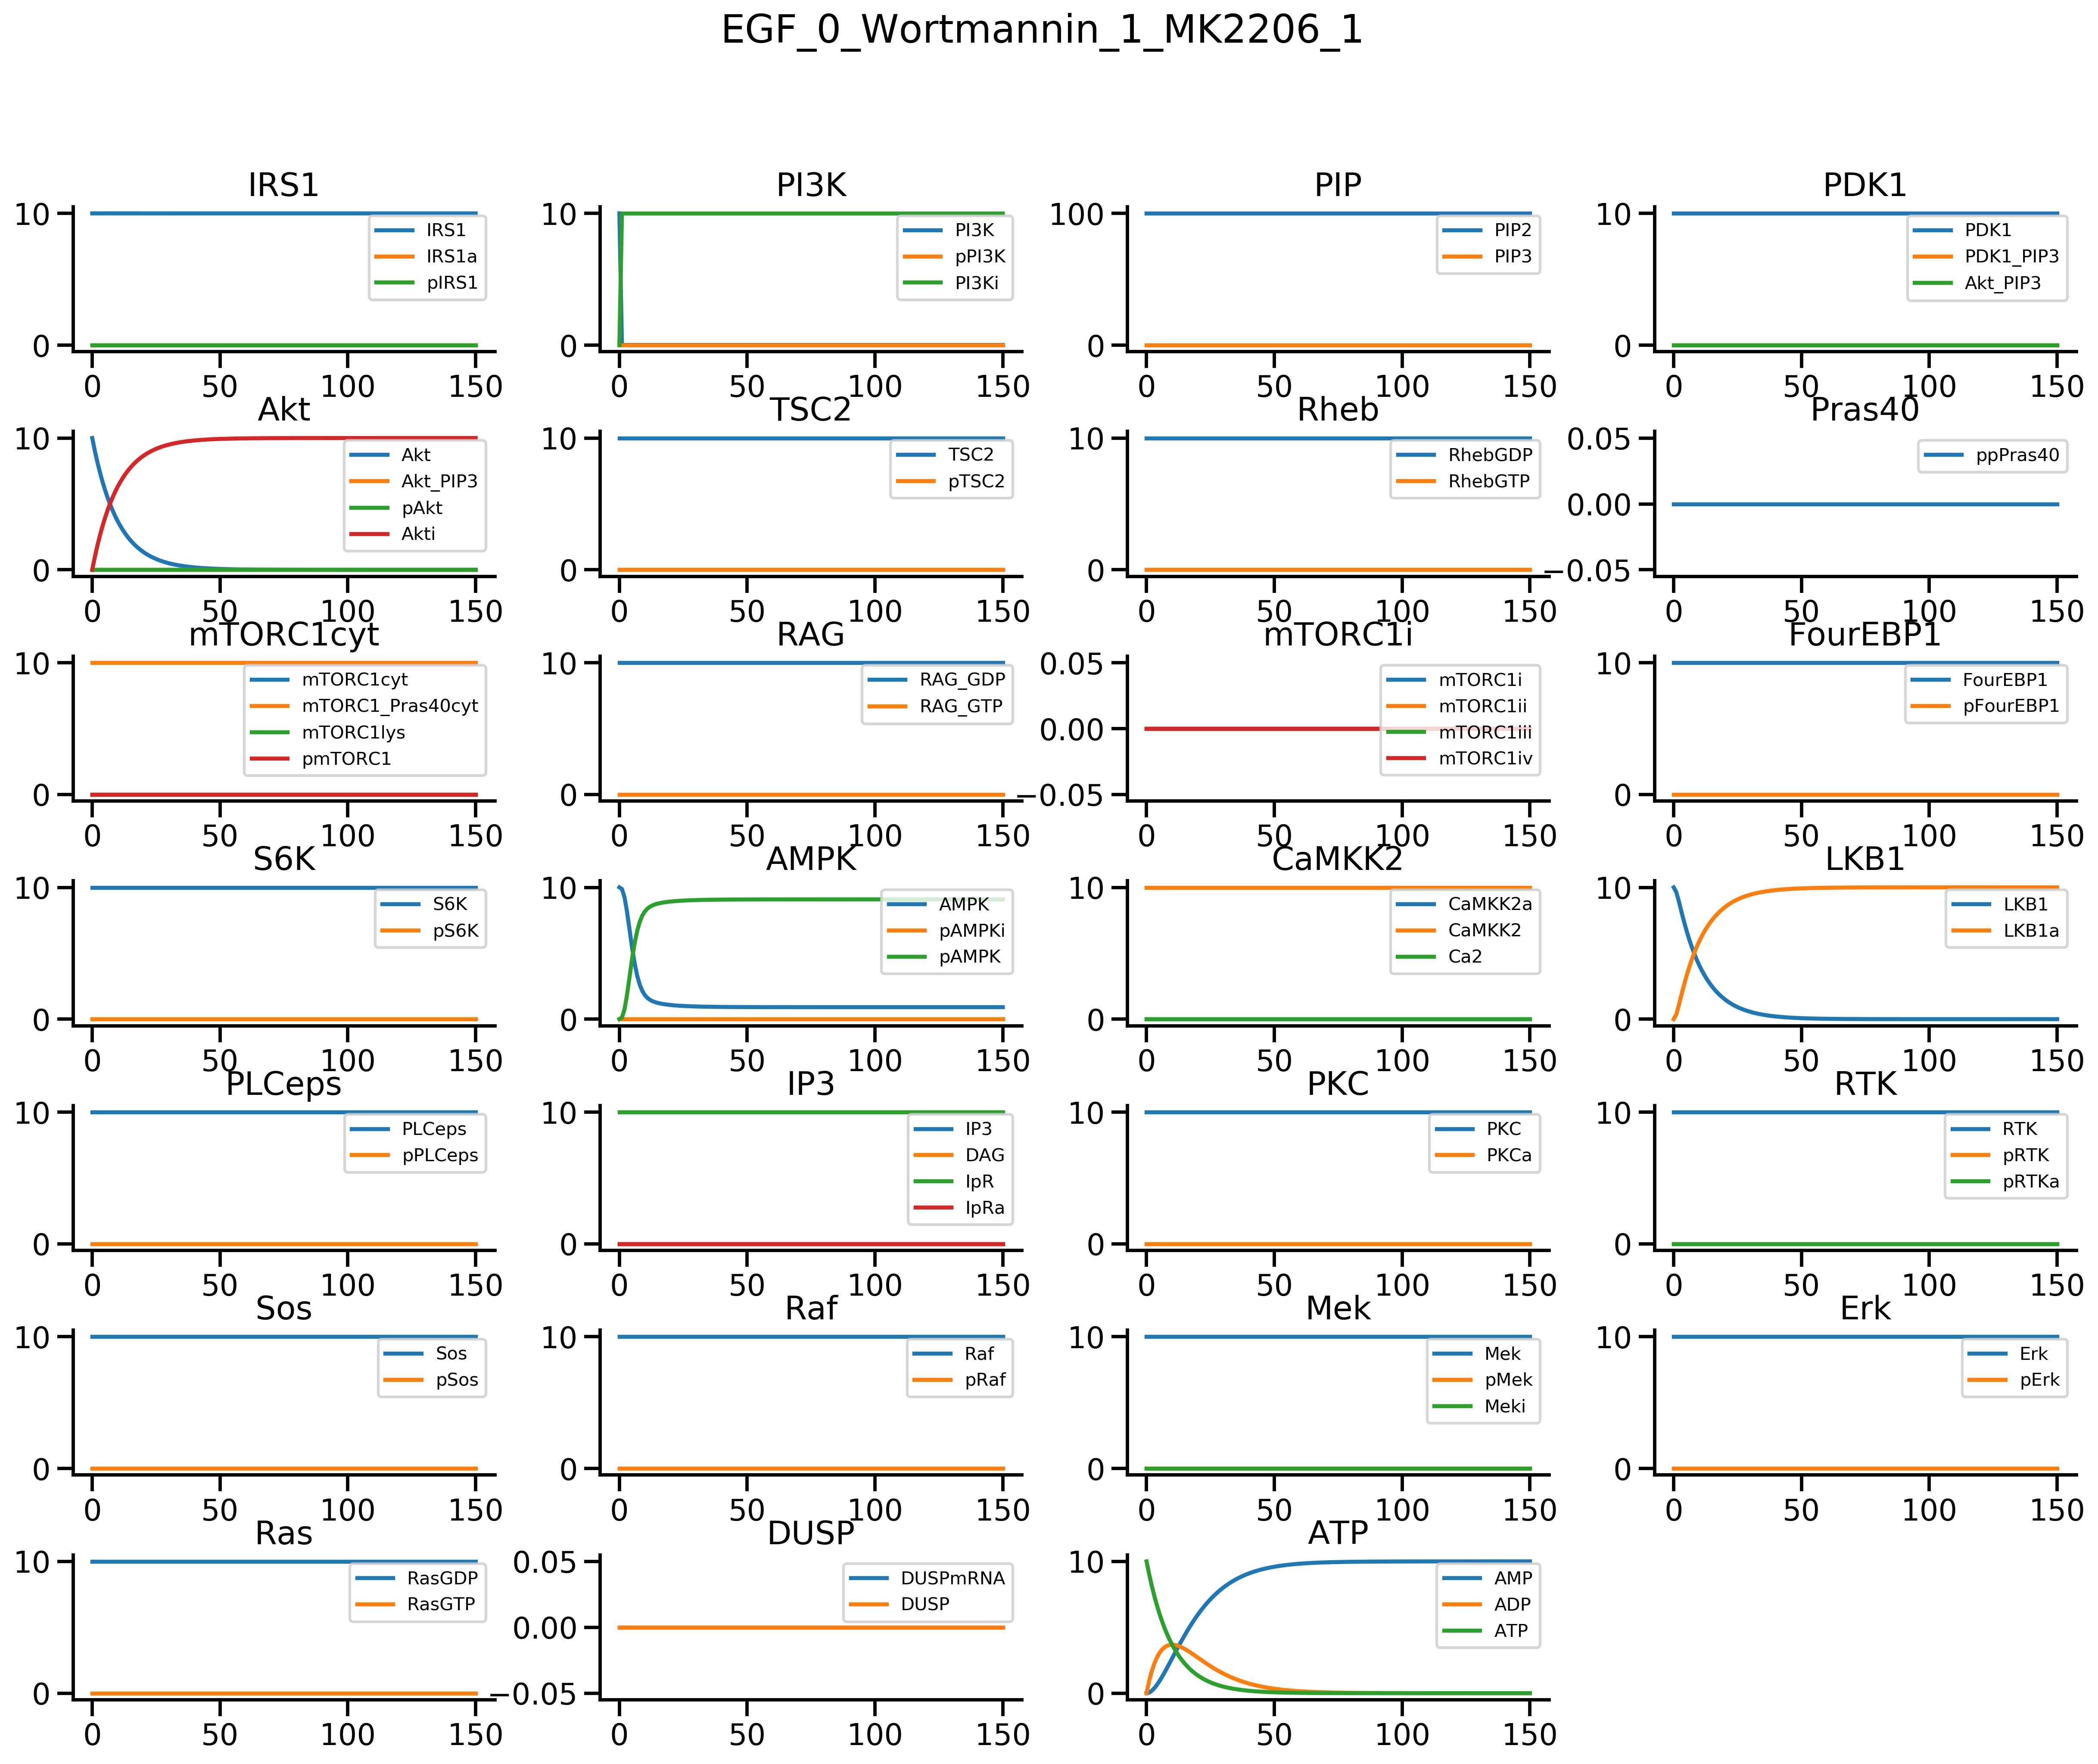 EGF_0_Wortmannin_1_MK2206_1
IRS1
10
0
0 50 100 150
IRS1
IRS1a
pIRS1
PI3K
10
0
0 50 100 150
PI3K
pPI3K
PI3Ki
PIP
100
0
0 50 100 150
PIP2
PIP3
PDK1
10
0
0 50 100 150
PDK1
PDK1_PIP3
Akt_PIP3
Akt
10
0
0 50 100 150
Akt
Akt_PIP3
pAkt
Akti
TSC2
10
0
0 50 100 150
TSC2
pTSC2
Rheb
10
0
0 50 100 150
RhebGDP
RhebGTP
Pras40
0.05
0.00
−0.05
0 50 100 150
ppPras40
mTORC1cyt
10
0
0 50 100 150
mTORC1cyt
mTORC1_Pras40cyt
mTORC1lys
pmTORC1
RAG
10
0
0 50 100 150
RAG_GDP
RAG_GTP
mTORC1i
0.05
0.00
−0.05
0 50 100 150
mTORC1i
mTORC1ii
mTORC1iii
mTORC1iv
FourEBP1
10
0
0 50 100 150
FourEBP1
pFourEBP1
S6K
10
0
0 50 100 150
S6K
pS6K
AMPK
10
0
0 50 100 150
AMPK
pAMPKi
pAMPK
CaMKK2
10
0
0 50 100 150
CaMKK2a
CaMKK2
Ca2
LKB1
10
0
0 50 100 150
LKB1
LKB1a
PLCeps
10
0
0 50 100 150
PLCeps
pPLCeps
IP3
10
0
0 50 100 150
IP3
DAG
IpR
IpRa
PKC
10
0
0 50 100 150
PKC
PKCa
RTK
10
0
0 50 100 150
RTK
pRTK
pRTKa
Sos
10
0
0 50 100 150
Sos
pSos
Raf
10
0
0 50 100 150
Raf
pRaf
Mek
10
0
0 50 100 150
Mek
pMek
Meki
Erk
10
0
0 50 100 150
Erk
pErk
Ras
10
0
0 50 100 150
RasGDP
RasGTP
DUSP
0.05
0.00
−0.05
0 50 100 150
DUSPmRNA
DUSP
ATP
10
0
0 50 100 150
AMP
ADP
ATP